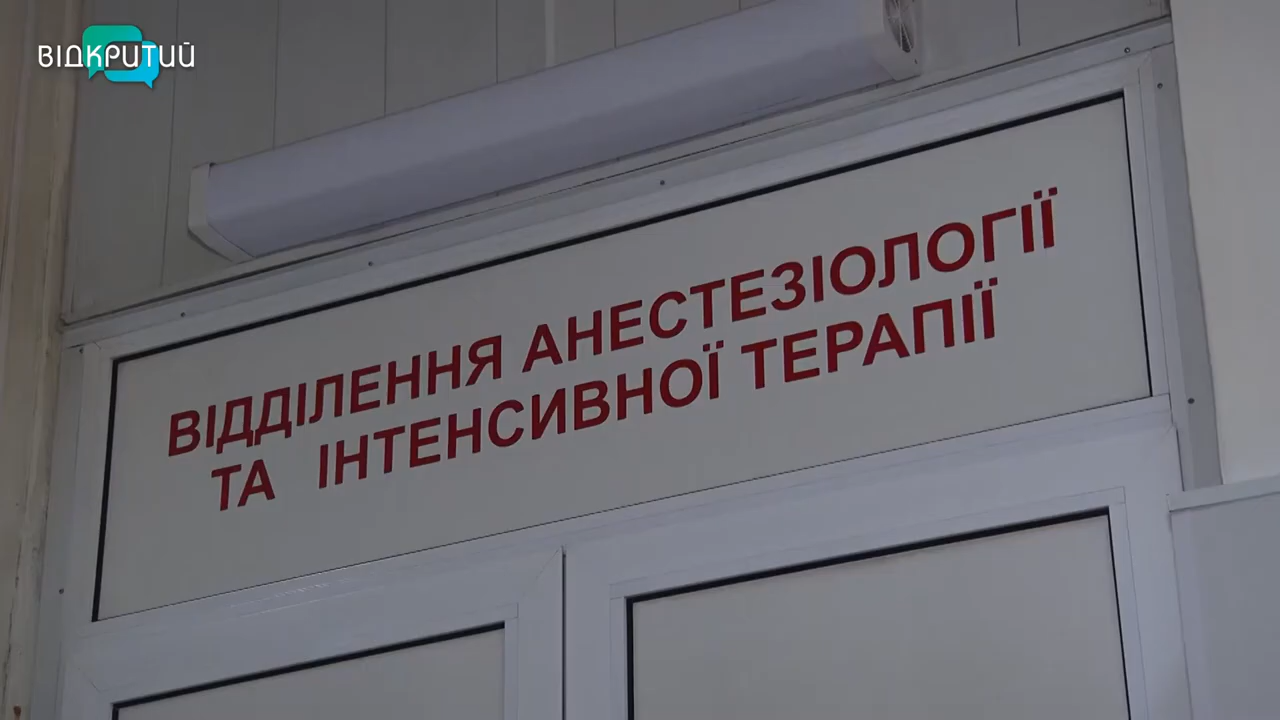 ВІДКРИТИЙ
ВІДДІЛЕННЯ АНЕСТЕЗІОЛОГІЇ
ТА ІНТЕНСИВНОЇ ТЕРАПІЇ